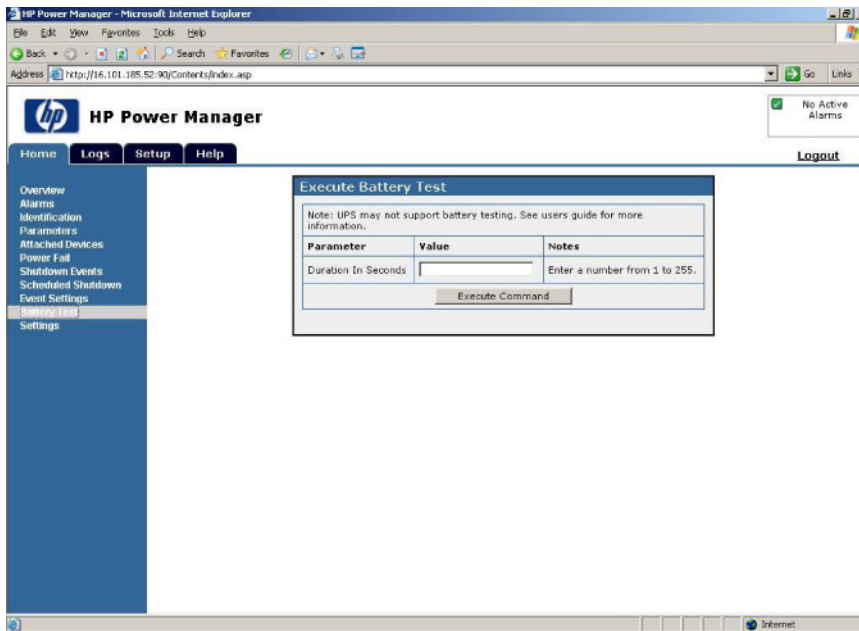 HP Power Manager - Microsoft Internet Explorer
File Edit View Favorites Tools Help
Back Search Favorites
Address http://16.101.185.52:90/Contents/index.asp Go Links
hp HP Power Manager
No Active Alarms
Home Logs Setup Help
Logout
Overview
Alarms
Identification
Parameters
Attached Devices
Power Fail
Shutdown Events
Scheduled Shutdown
Event Settings
Battery Test
Settings
Execute Battery Test
Note: UPS may not support battery testing. See users guide for more
information.
Parameter Value Notes
Duration In Seconds Enter a number from 1 to 255.
Execute Command
Internet